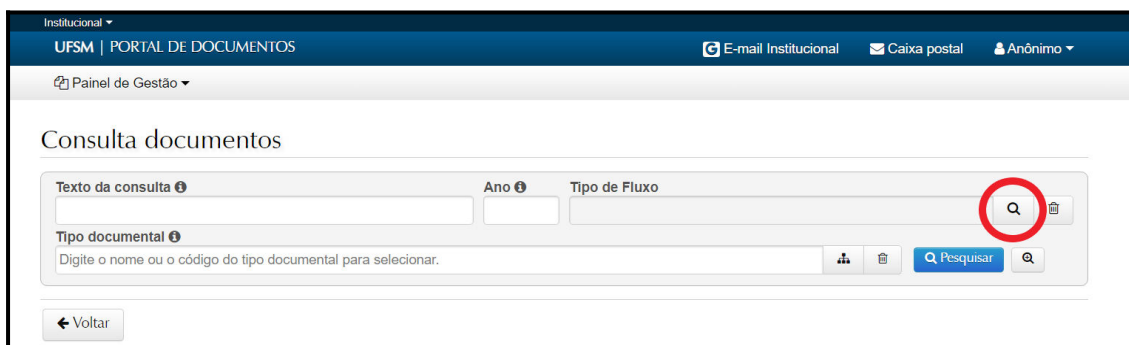 Institucional
UFSM | PORTAL DE DOCUMENTOS E-mail Institucional Caixa postal Anônimo
Painel de Gestão
Consulta documentos
Texto da consulta Ano Tipo de Fluxo
Tipo documental
Digite o nome ou o código do tipo documental para selecionar. Pesquisar
Voltar